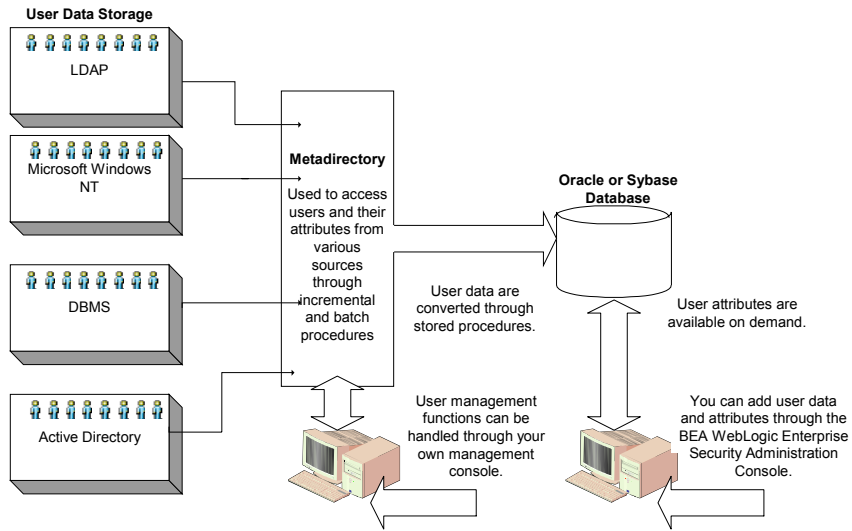 User Data Storage
LDAP
Microsoft Windows
NT
DBMS
Active Directory
Metadirectory
Used to access
users and their
attributes from
various
sources
through
incremental
and batch
procedures
User data are
converted through
stored procedures.
User management
functions can be
handled through your
own management
console.
Oracle or Sybase
Database
User attributes are
available on demand.
You can add user data
and attributes through the
BEA WebLogic Enterprise
Security Administration
Console.